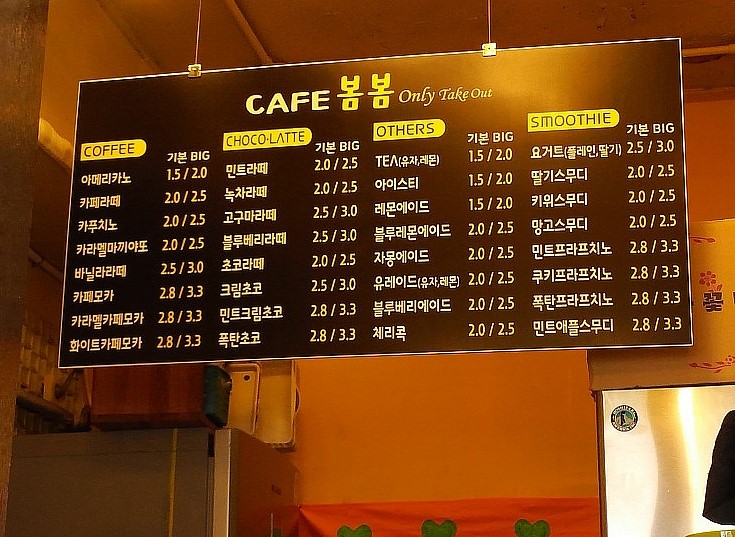 CAFE 봄봄 Only Take Out
COFFEE
기본 BIG
아메리카노 1.5 / 2.0
카페라떼 2.0 / 2.5
카푸치노 2.0 / 2.5
카라멜마끼야또 2.0 / 2.5
바닐라라떼 2.5 / 3.0
카페모카 2.8 / 3.3
카라멜카페모카 2.8 / 3.3
화이트카페모카 2.8 / 3.3
CHOCO·LATTE
기본 BIG
민트라떼 2.0 / 2.5
녹차라떼 2.0 / 2.5
고구마라떼 2.5 / 3.0
블루베리라떼 2.5 / 3.0
초코라떼 2.0 / 2.5
크림초코 2.5 / 3.0
민트크림초코 2.8 / 3.3
폭탄초코 2.8 / 3.3
OTHERS
기본 BIG
TEA(유자,레몬) 1.5 / 2.0
아이스티 1.5 / 2.0
레몬에이드 1.5 / 2.0
블루레몬에이드 2.0 / 2.5
자몽에이드 2.0 / 2.5
유레이드(유자,레몬) 2.0 / 2.5
블루베리에이드 2.0 / 2.5
체리콕 2.0 / 2.5
SMOOTHIE
기본 BIG
요거트(플레인,딸기) 2.5 / 3.0
딸기스무디 2.0 / 2.5
키위스무디 2.0 / 2.5
망고스무디 2.0 / 2.5
민트프라프치노 2.8 / 3.3
쿠키프라프치노 2.8 / 3.3
폭탄프라프치노 2.8 / 3.3
민트애플스무디 2.8 / 3.3
꽃